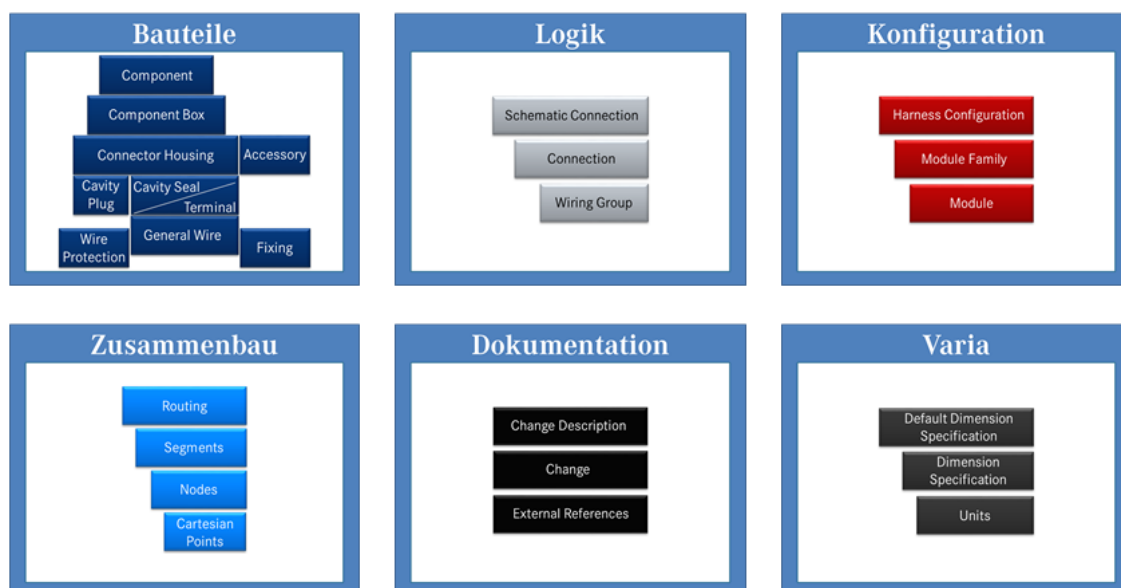 Bauteile
Component
Component Box
Connector Housing
Accessory
Cavity
Plug
Cavity Seal
Terminal
General Wire
Wire
Protection
Fixing
Logik
Schematic Connection
Connection
Wiring Group
Konfiguration
Harness Configuration
Module Family
Module
Zusammenbau
Routing
Segments
Nodes
Cartesian
Points
Dokumentation
Change Description
Change
External References
Varia
Default Dimension
Specification
Dimension
Specification
Units